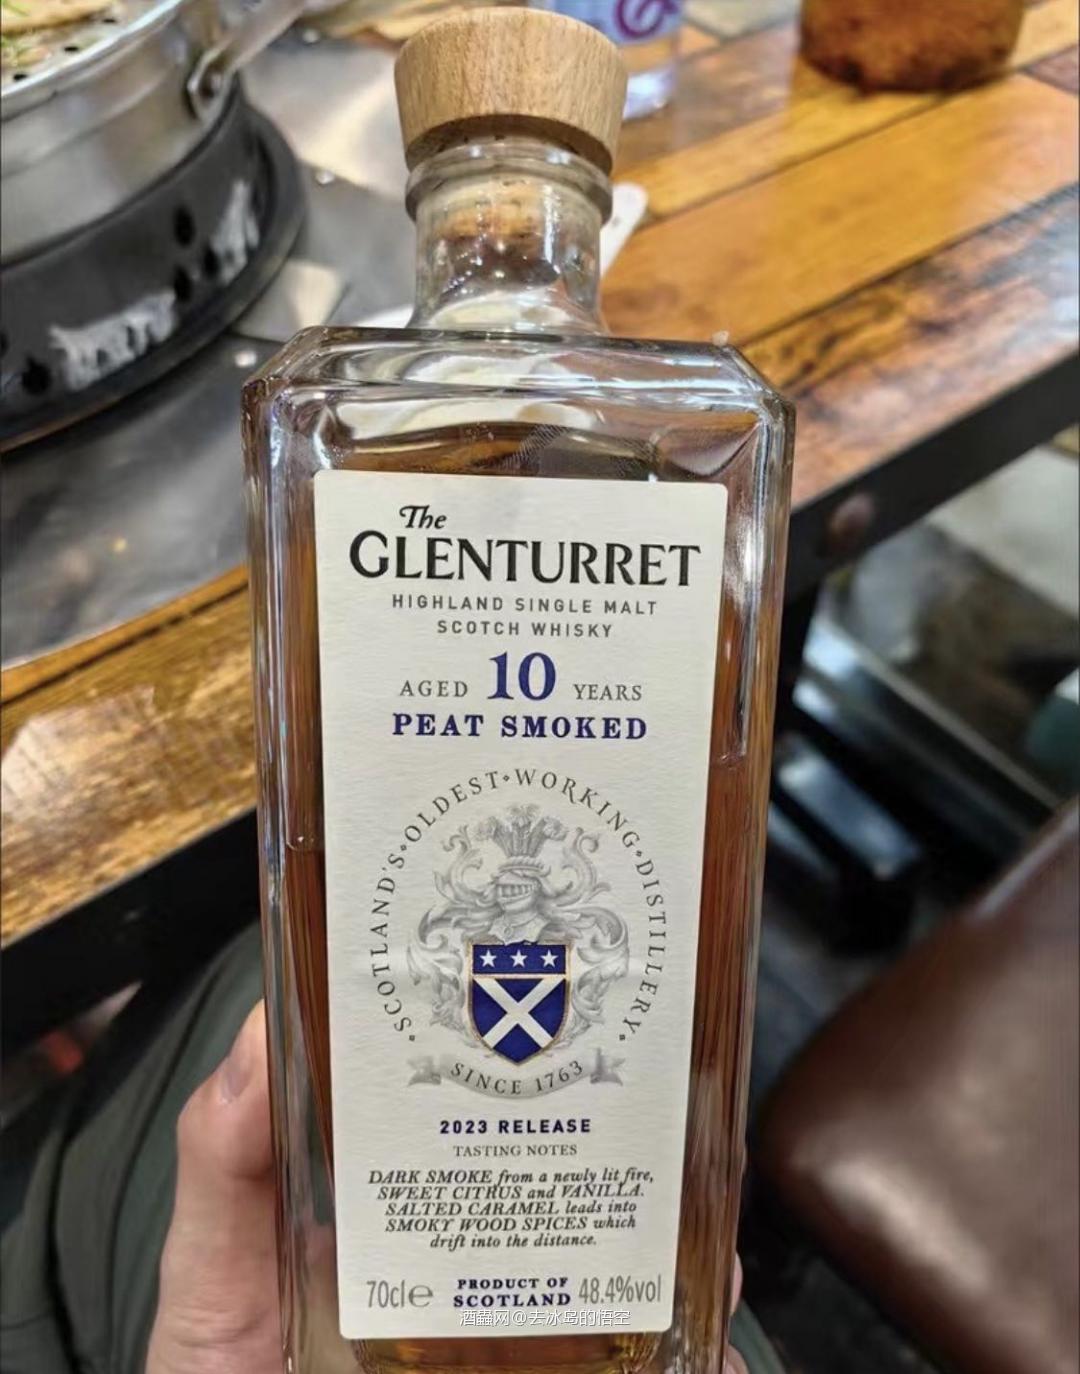 The
GLENTURRET
HIGHLAND SINGLE MALT
SCOTCH WHISKY
AGED 10 YEARS
PEAT SMOKED
·SCOTLAND'S·OLDEST·WORKING·DISTILLERY·
SINCE 1763
2023 RELEASE
TASTING NOTES
DARK SMOKE from a newly lit fire,
SWEET CITRUS and VANILLA.
SALTED CARAMEL leads into
SMOKY WOOD SPICES which
drift into the distance.
70cl℮ PRODUCT OF SCOTLAND 48.4%vol
酒蟲网@去冰岛的悟空